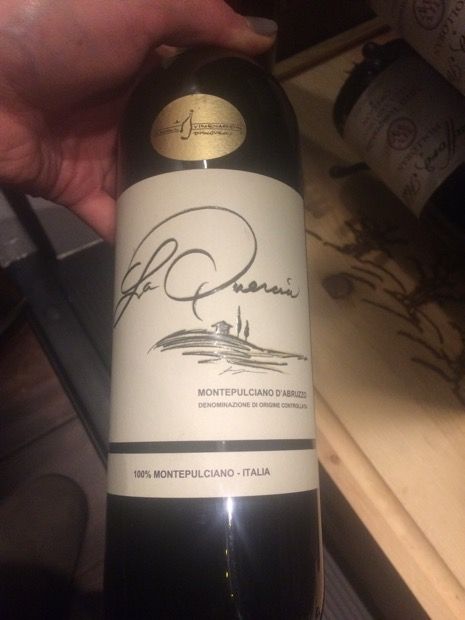 La Quercia
MONTEPULCIANO D'ABRUZZO
DENOMINAZIONE DI ORIGINE CONTROLLATA
100% MONTEPULCIANO - ITALIA